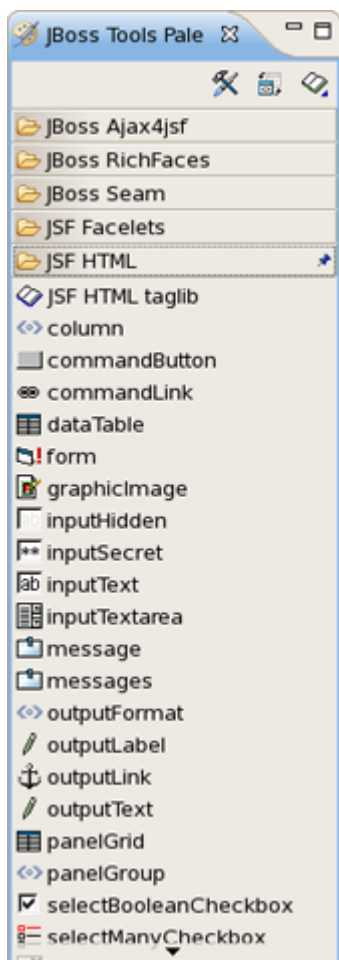 JBoss Tools Pale
JBoss Ajax4jsf
JBoss RichFaces
JBoss Seam
JSF Facelets
JSF HTML
JSF HTML taglib
column
commandButton
commandLink
dataTable
form
graphicImage
inputHidden
inputSecret
inputText
inputTextarea
message
messages
outputFormat
outputLabel
outputLink
outputText
panelGrid
panelGroup
selectBooleanCheckbox
selectManyCheckbox